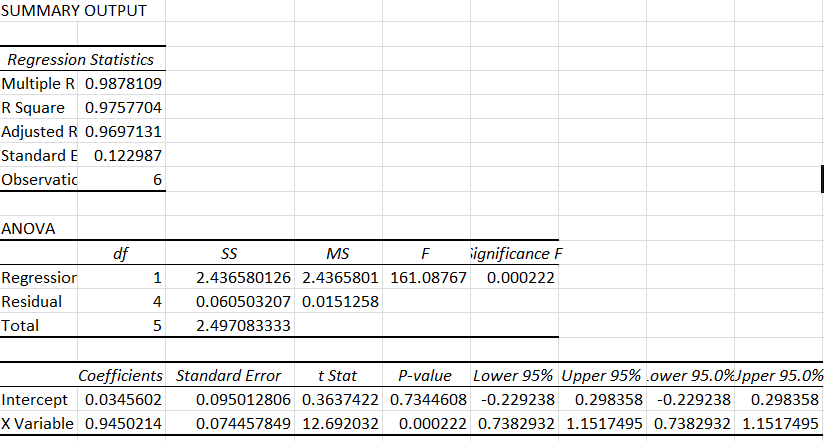 SUMMARY OUTPUT
Regression Statistics
Multiple R 0.9878109
R Square 0.9757704
Adjusted R 0.9697131
Standard E 0.122987
Observatic 6
ANOVA
df SS MS F Significance F
Regression 1 2.436580126 2.4365801 161.08767 0.000222
Residual 4 0.060503207 0.0151258
Total 5 2.497083333
Coefficients Standard Error t Stat P-value Lower 95% Upper 95% Lower 95.0% Upper 95.0%
Intercept 0.0345602 0.095012806 0.3637422 0.7344608 -0.229238 0.298358 -0.229238 0.298358
X Variable 0.9450214 0.074457849 12.692032 0.000222 0.7382932 1.1517495 0.7382932 1.1517495